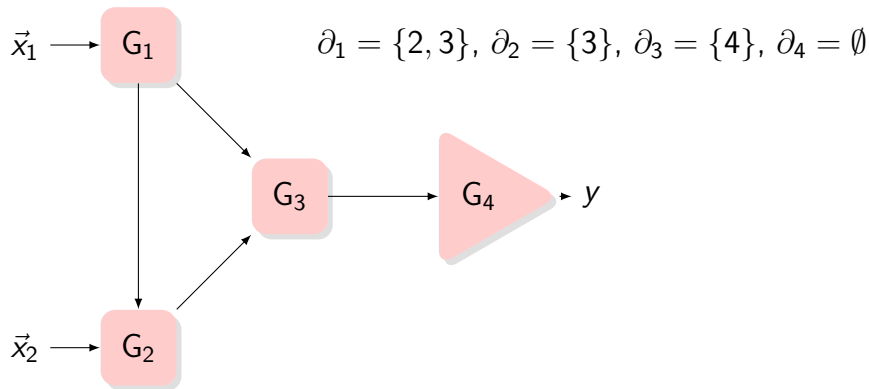 x⃗₁ G₁ ∂₁ = {2, 3}, ∂₂ = {3}, ∂₃ = {4}, ∂₄ = ∅
G₃ G₄ y
x⃗₂ G₂